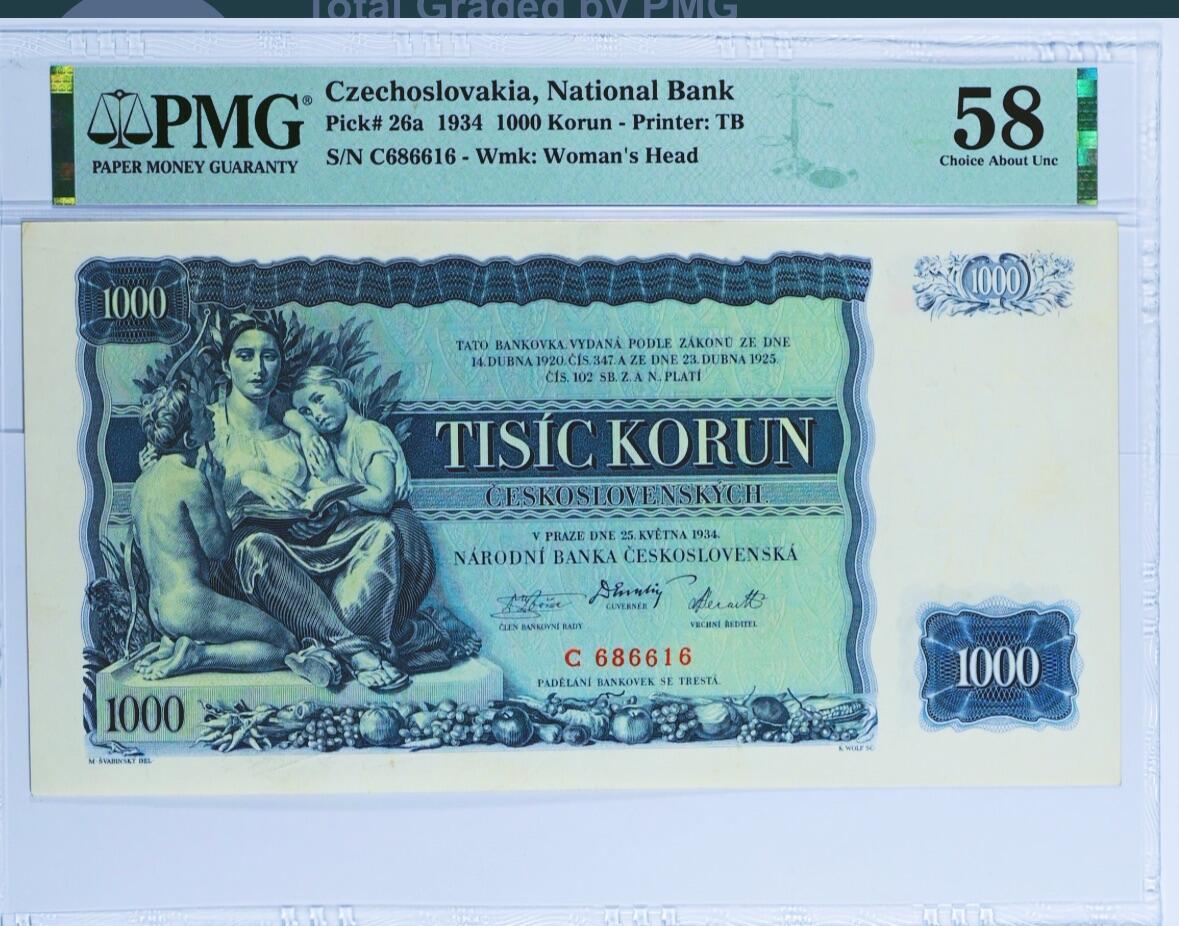 Total Graded by PMG
PMG®
PAPER MONEY GUARANTY
Czechoslovakia, National Bank
Pick# 26a 1934 1000 Korun - Printer: TB
S/N C686616 - Wmk: Woman's Head
58
Choice About Unc
1000
1000
TATO BANKOVKA, VYDANÁ PODLE ZÁKONŮ ZE DNE
14. DUBNA 1920, ČÍS. 347. A ZE DNE 23. DUBNA 1925,
ČÍS. 102 SB. Z. A N. PLATÍ
TISÍC KORUN
ČESKOSLOVENSKÝCH.
V PRAZE DNE 25. KVĚTNA 1934.
NÁRODNÍ BANKA ČESKOSLOVENSKÁ
ČLEN BANKOVNÍ RADY
GUVERNÉR
VRCHNÍ ŘEDITEL
C 686616
PADĚLÁNÍ BANKOVEK SE TRESTÁ.
1000
1000
M. ŠVABINSKÝ DEL.
K. WOLF SC.